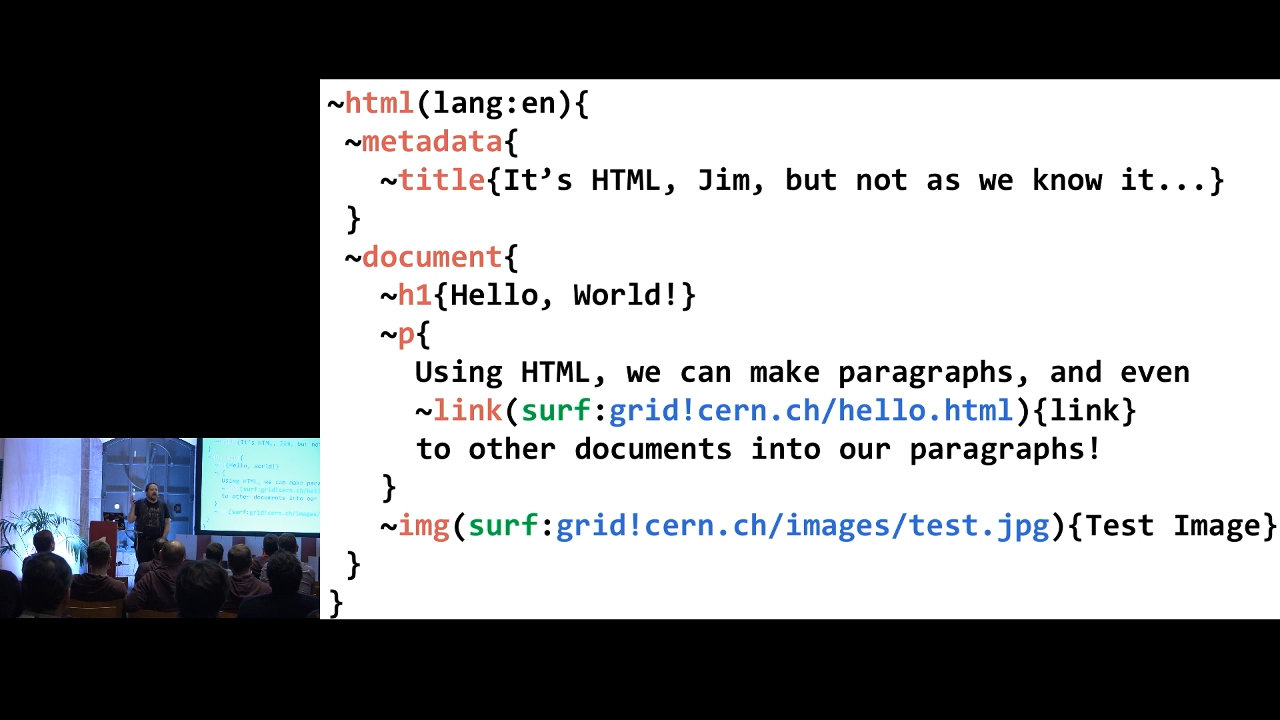 ~html(lang:en){
~metadata{
~title{It’s HTML, Jim, but not as we know it...}
}
~document{
~h1{Hello, World!}
~p{
Using HTML, we can make paragraphs, and even
~link(surf:grid!cern.ch/hello.html){link}
to other documents into our paragraphs!
}
~img(surf:grid!cern.ch/images/test.jpg){Test Image}
}
}